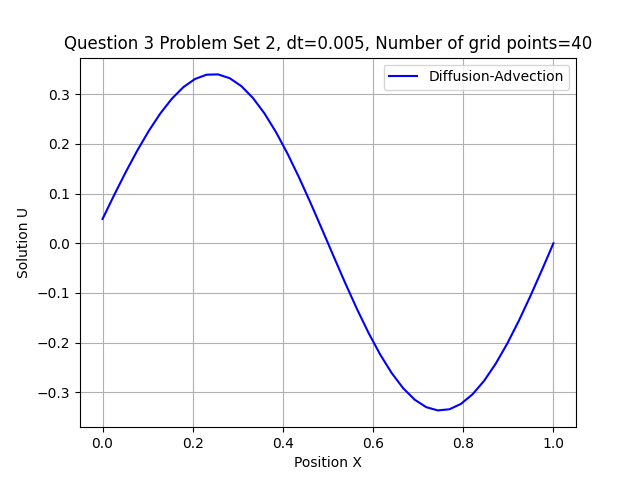 Question 3 Problem Set 2, dt=0.005, Number of grid points=40
Diffusion-Advection
Solution U
0.3
0.2
0.1
0.0
−0.1
−0.2
−0.3
0.0 0.2 0.4 0.6 0.8 1.0
Position X